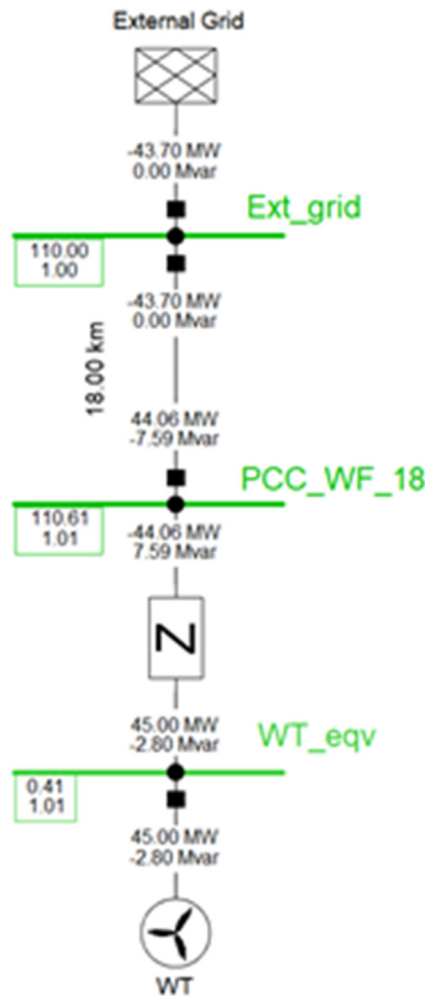 External Grid
-43.70 MW
0.00 Mvar
Ext_grid
110.00
1.00
-43.70 MW
0.00 Mvar
18.00 km
44.06 MW
-7.59 Mvar
PCC_WF_18
110.61
1.01
-44.06 MW
7.59 Mvar
Z
45.00 MW
-2.80 Mvar
WT_eqv
0.41
1.01
45.00 MW
-2.80 Mvar
WT